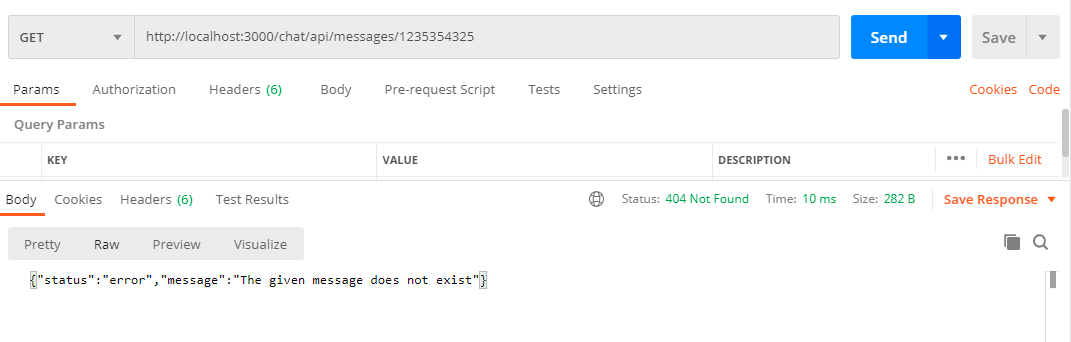 GET http://localhost:3000/chat/api/messages/1235354325 Send Save
Params Authorization Headers (6) Body Pre-request Script Tests Settings Cookies Code
Query Params
KEY VALUE DESCRIPTION ••• Bulk Edit
Body Cookies Headers (6) Test Results Status: 404 Not Found Time: 10 ms Size: 282 B Save Response
Pretty Raw Preview Visualize
{"status":"error","message":"The given message does not exist"}